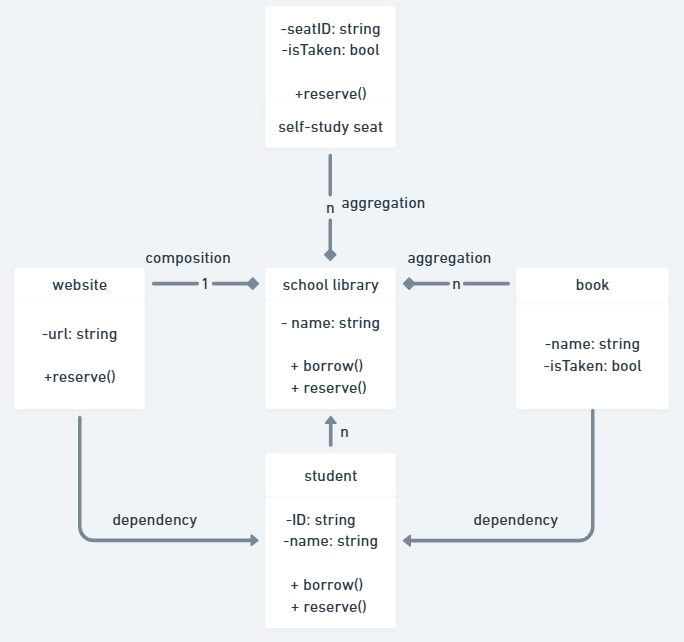 -seatID: string
-isTaken: bool
+reserve()
self-study seat
n
aggregation
composition
1
aggregation
n
website
-url: string
+reserve()
school library
- name: string
+ borrow()
+ reserve()
book
-name: string
-isTaken: bool
n
student
-ID: string
-name: string
+ borrow()
+ reserve()
dependency
dependency